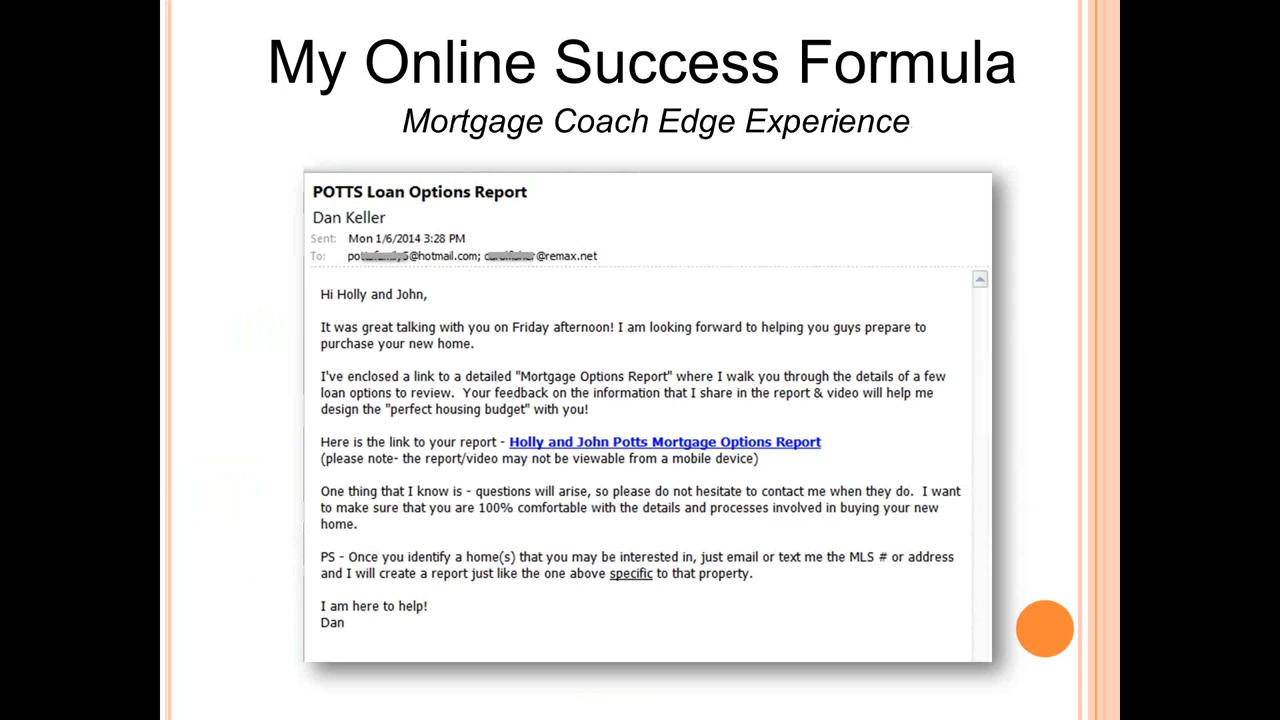 My Online Success Formula
Mortgage Coach Edge Experience
POTTS Loan Options Report
Dan Keller
Sent: Mon 1/6/2014 3:28 PM
To: @hotmail.com; @remax.net
Hi Holly and John,
It was great talking with you on Friday afternoon! I am looking forward to helping you guys prepare to
purchase your new home.
I've enclosed a link to a detailed "Mortgage Options Report" where I walk you through the details of a few
loan options to review. Your feedback on the information that I share in the report & video will help me
design the "perfect housing budget" with you!
Here is the link to your report - Holly and John Potts Mortgage Options Report
(please note- the report/video may not be viewable from a mobile device)
One thing that I know is - questions will arise, so please do not hesitate to contact me when they do. I want
to make sure that you are 100% comfortable with the details and processes involved in buying your new
home.
PS - Once you identify a home(s) that you may be interested in, just email or text me the MLS # or address
and I will create a report just like the one above specific to that property.
I am here to help!
Dan